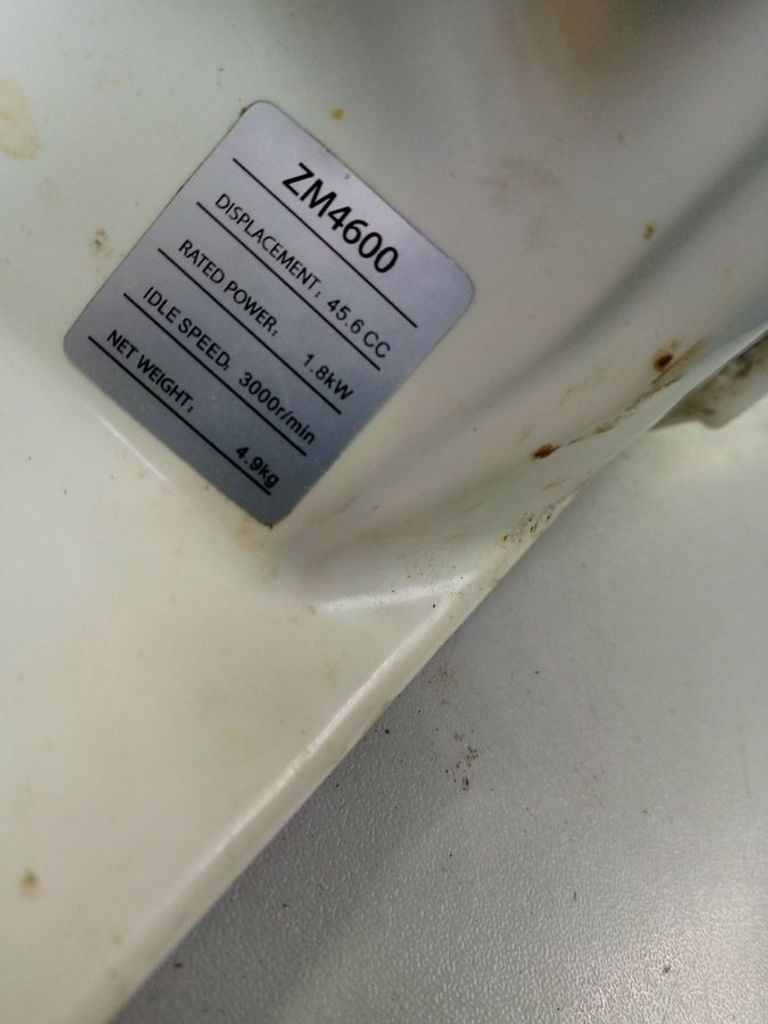 ZM4600
DISPLACEMENT: 45.6 CC
RATED POWER: 1.8kW
IDLE SPEED: 3000r/min
NET WEIGHT: 4.9kg